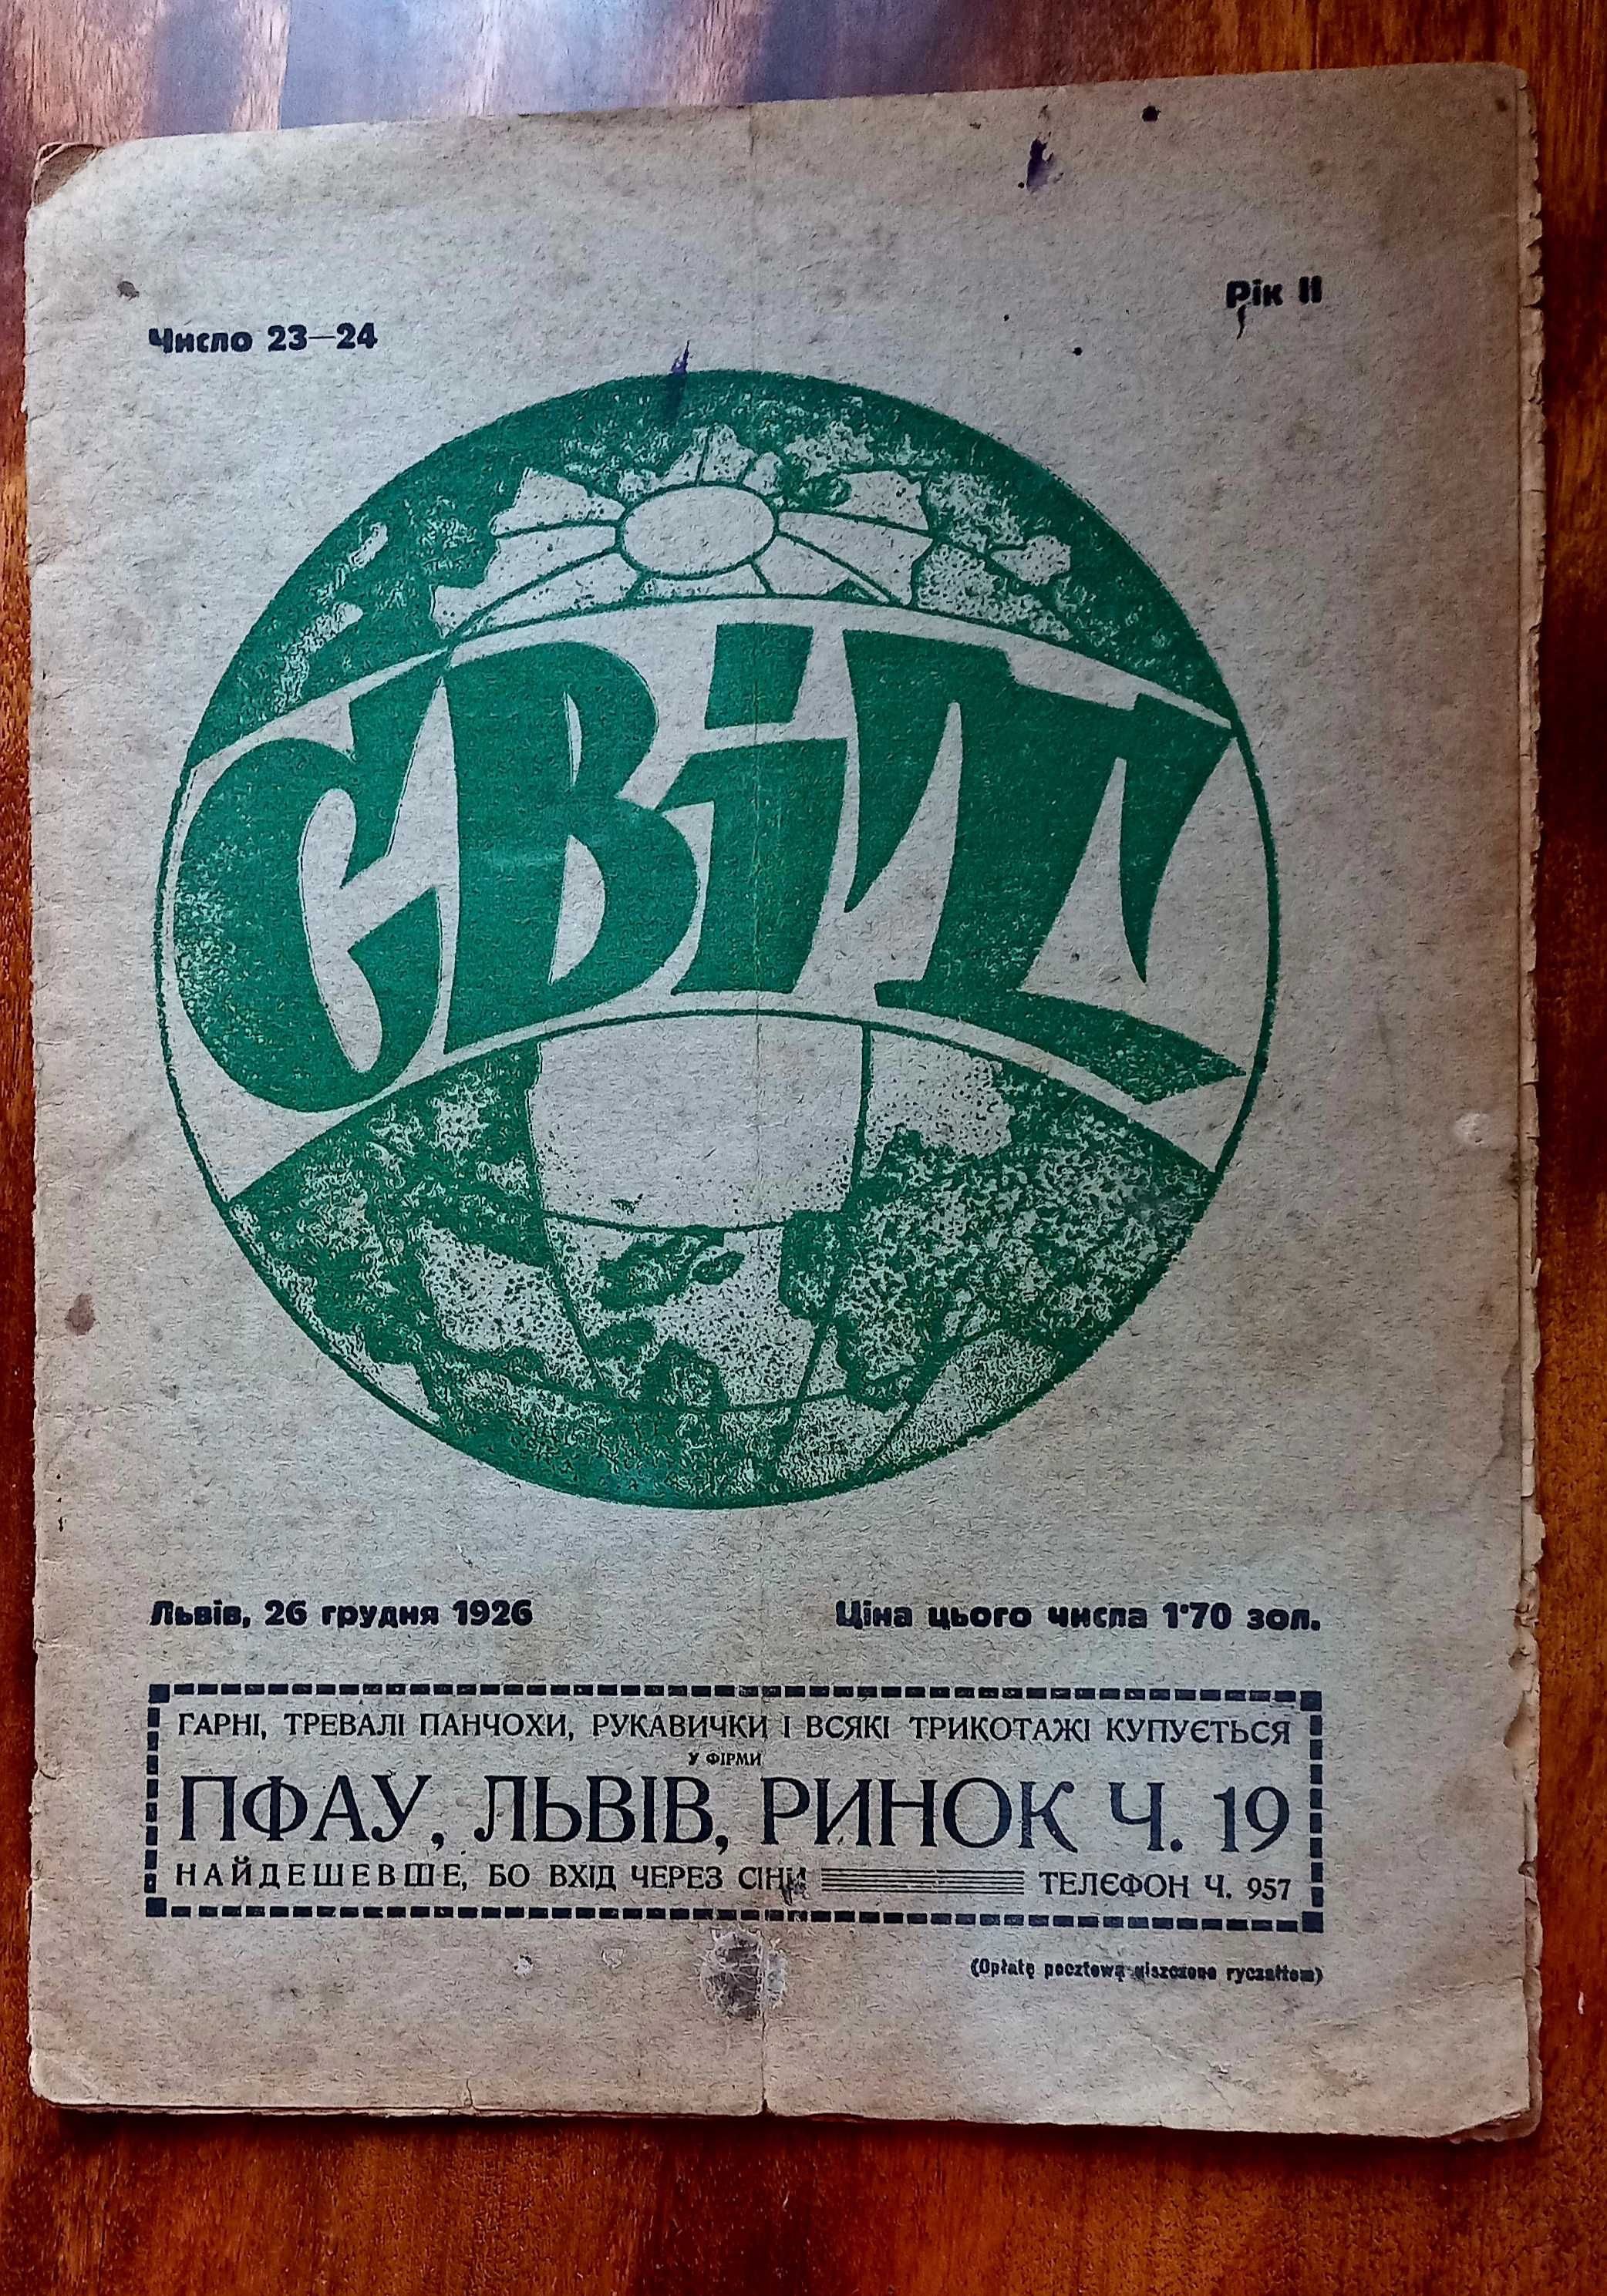 Рік II
Число 23—24
СВіТ
Львів, 26 грудня 1926
Ціна цього числа 1·70 зол.
ГАРНІ, ТРЕВАЛІ ПАНЧОХИ, РУКАВИЧКИ І ВСЯКІ ТРИКОТАЖІ КУПУЄТЬСЯ
У ФІРМИ
ПФАУ, ЛЬВІВ, РИНОК Ч. 19
НАЙДЕШЕВШЕ, БО ВХІД ЧЕРЕЗ СІНИ ТЕЛЄФОН Ч. 957
(Opłatę pocztową uiszczono ryczałtem)